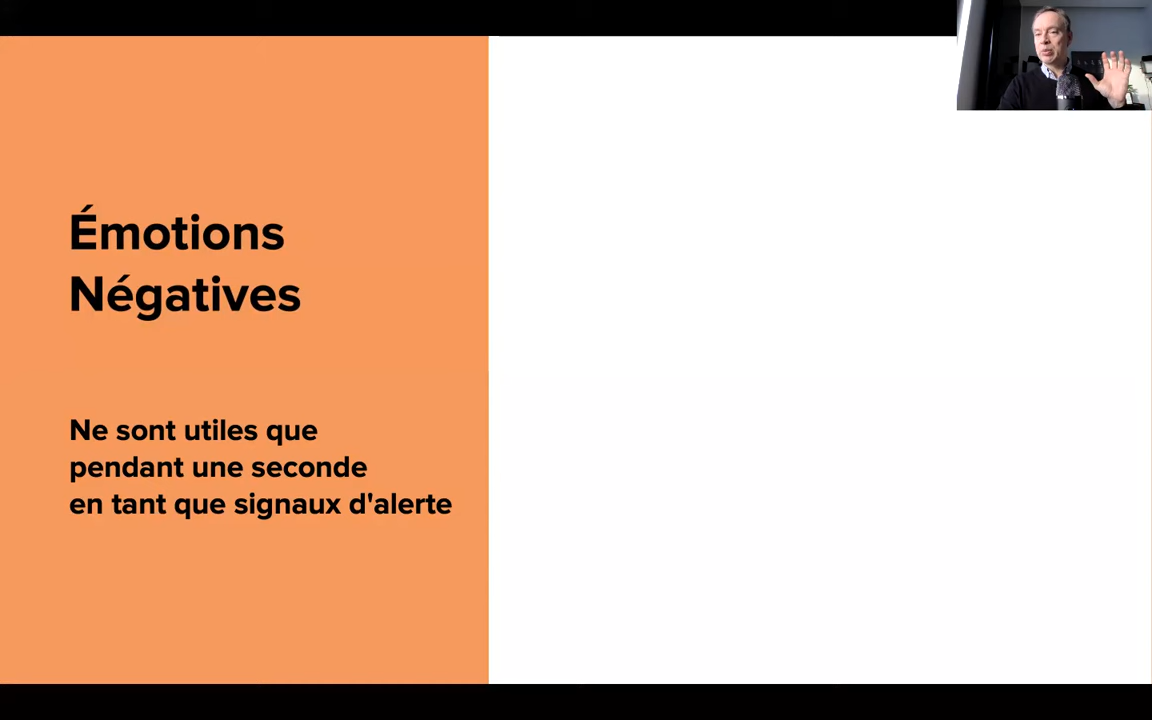 Émotions
Négatives
Ne sont utiles que
pendant une seconde
en tant que signaux d'alerte